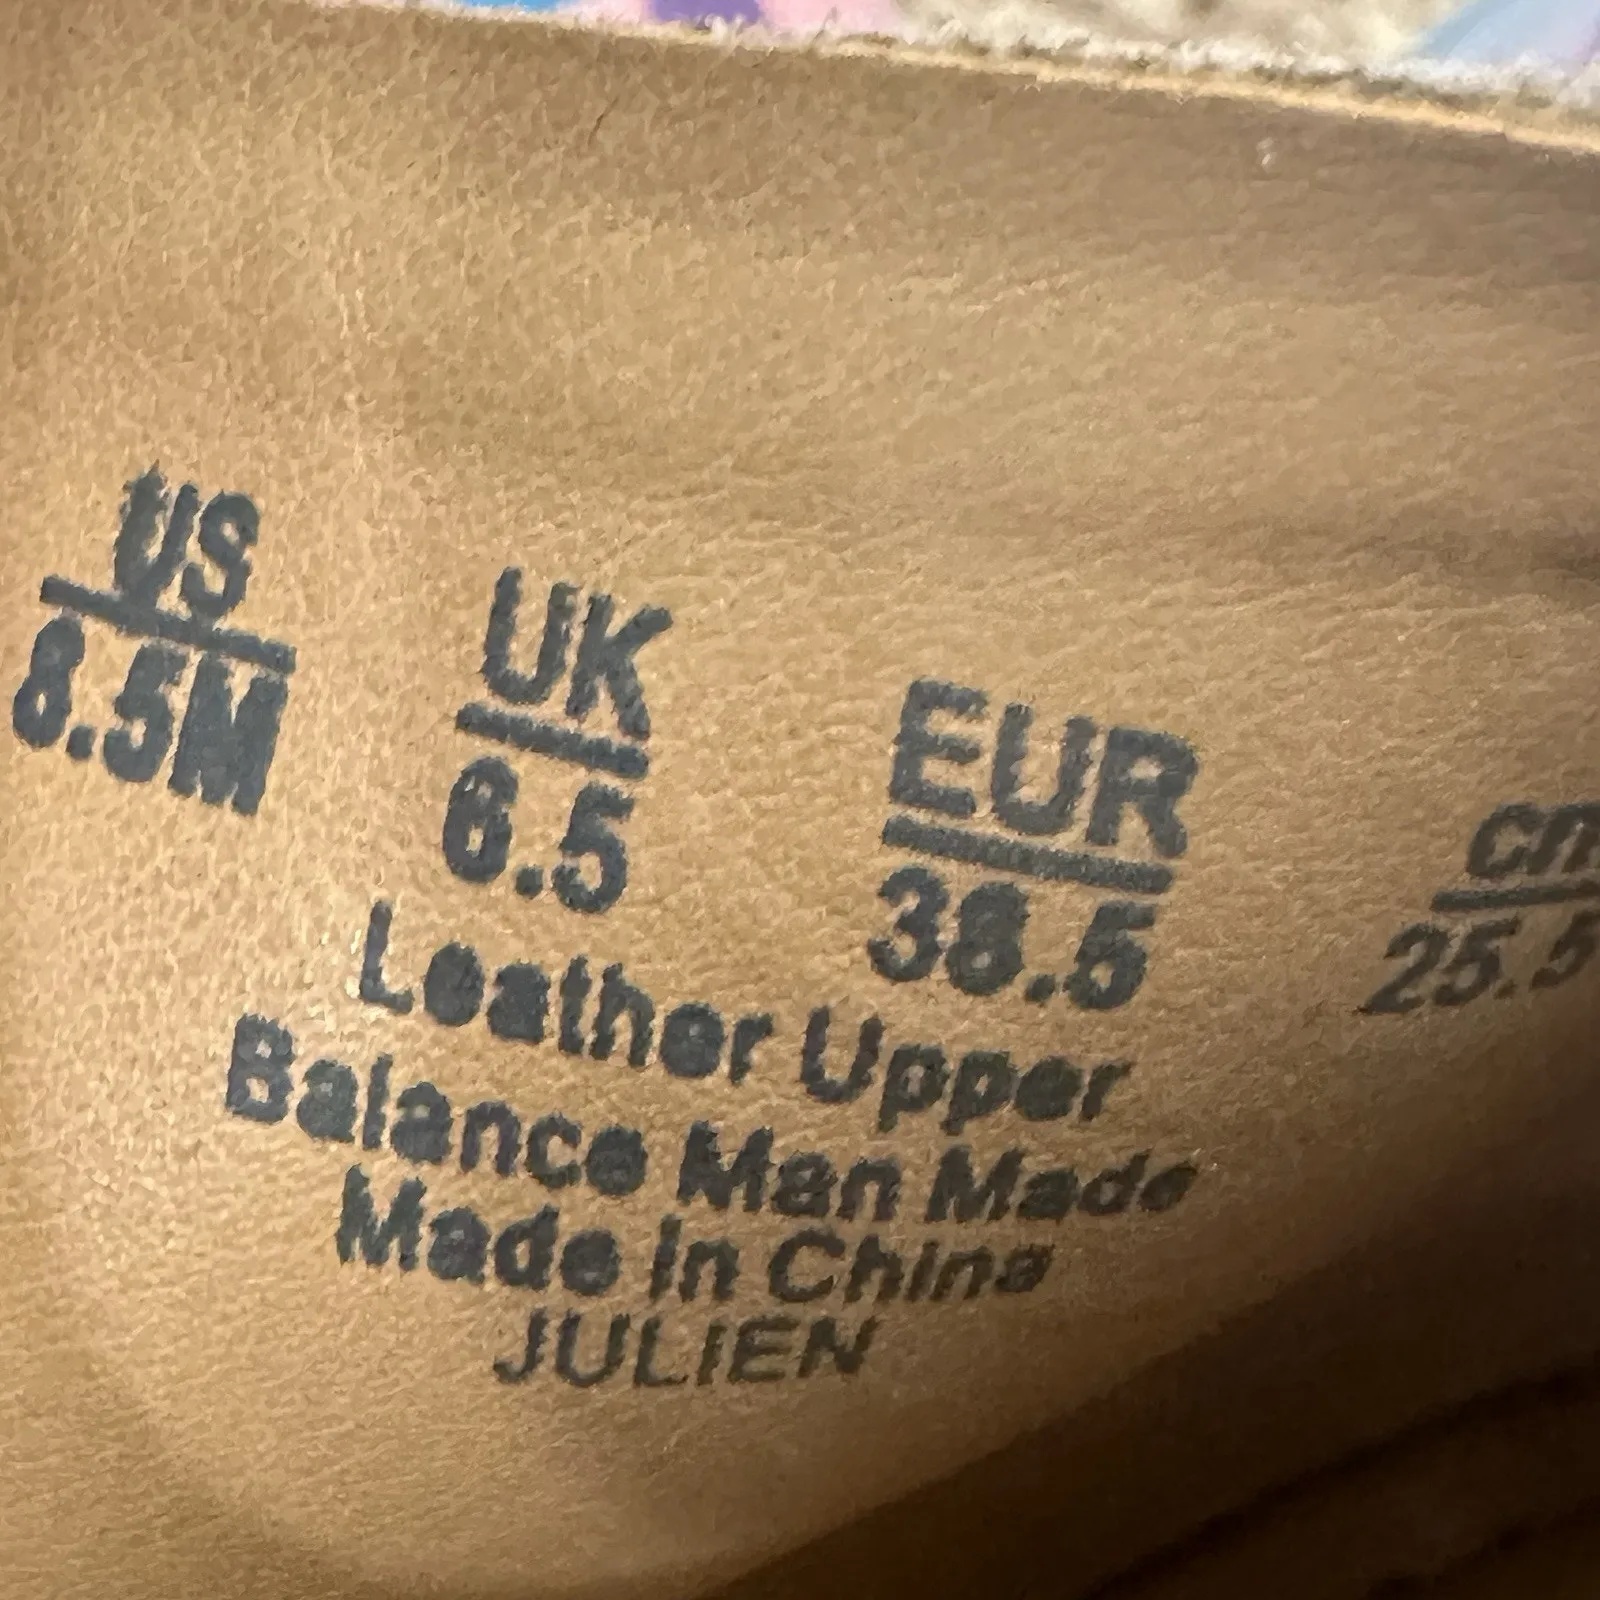 US UK EUR cm
8.5M 6.5 38.5 25.5
Leather Upper
Balance Man Made
Made in China
JULIEN